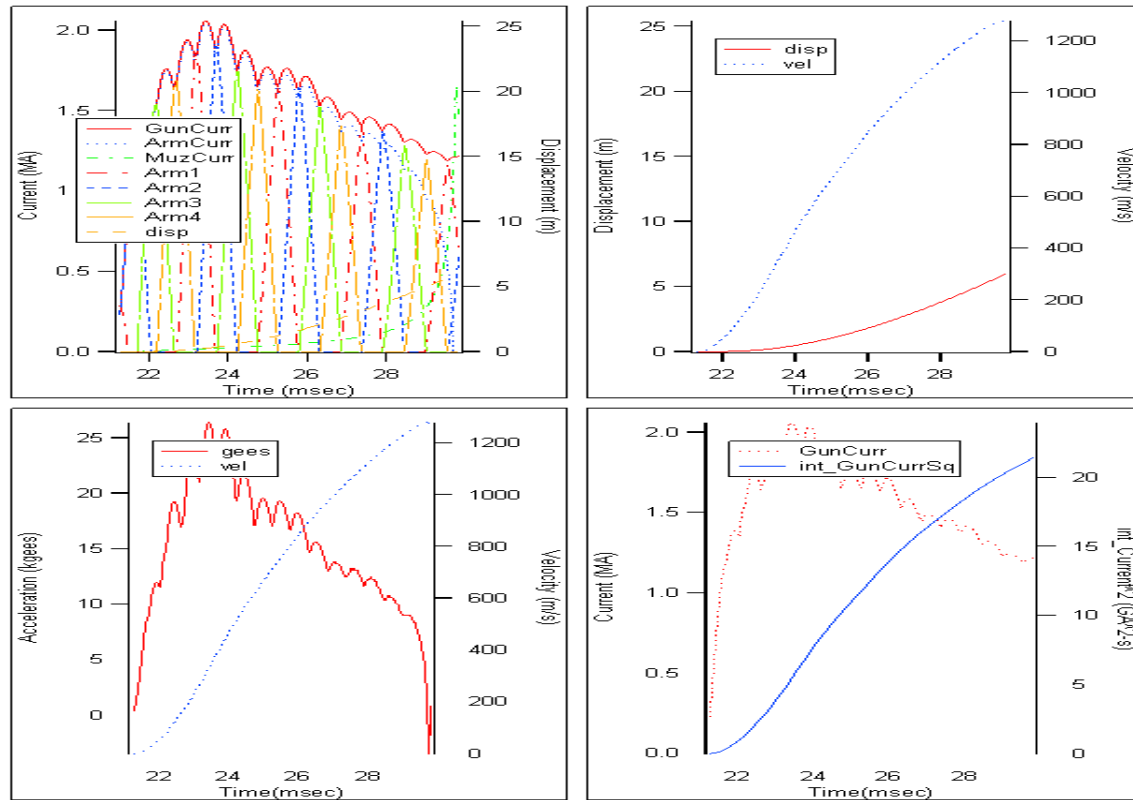 2.0
1.5
1
0.5
0.0
Current (MA)
GunCurr
ArmCurr
MuzCurr
Arm1
Arm2
Arm3
Arm4
disp
25
20
15
10
5
0
Displacement (m)
22 24 26 28
Time (msec)
25
20
15
10
5
0
Displacement (m)
disp
vel
1200
1000
800
600
400
200
0
Velocity (m/s)
22 24 26 28
Time(msec)
25
20
15
10
5
0
Acceleration (kgees)
gees
vel
1200
1000
800
600
400
200
0
Velocity (m/s)
22 24 26 28
Time(msec)
2.0
1.5
1.0
0.5
0.0
Current (MA)
GunCurr
int_GunCurrSq
20
15
10
5
0
int_Current^2 (GA^2-s)
22 24 26 28
Time(msec)